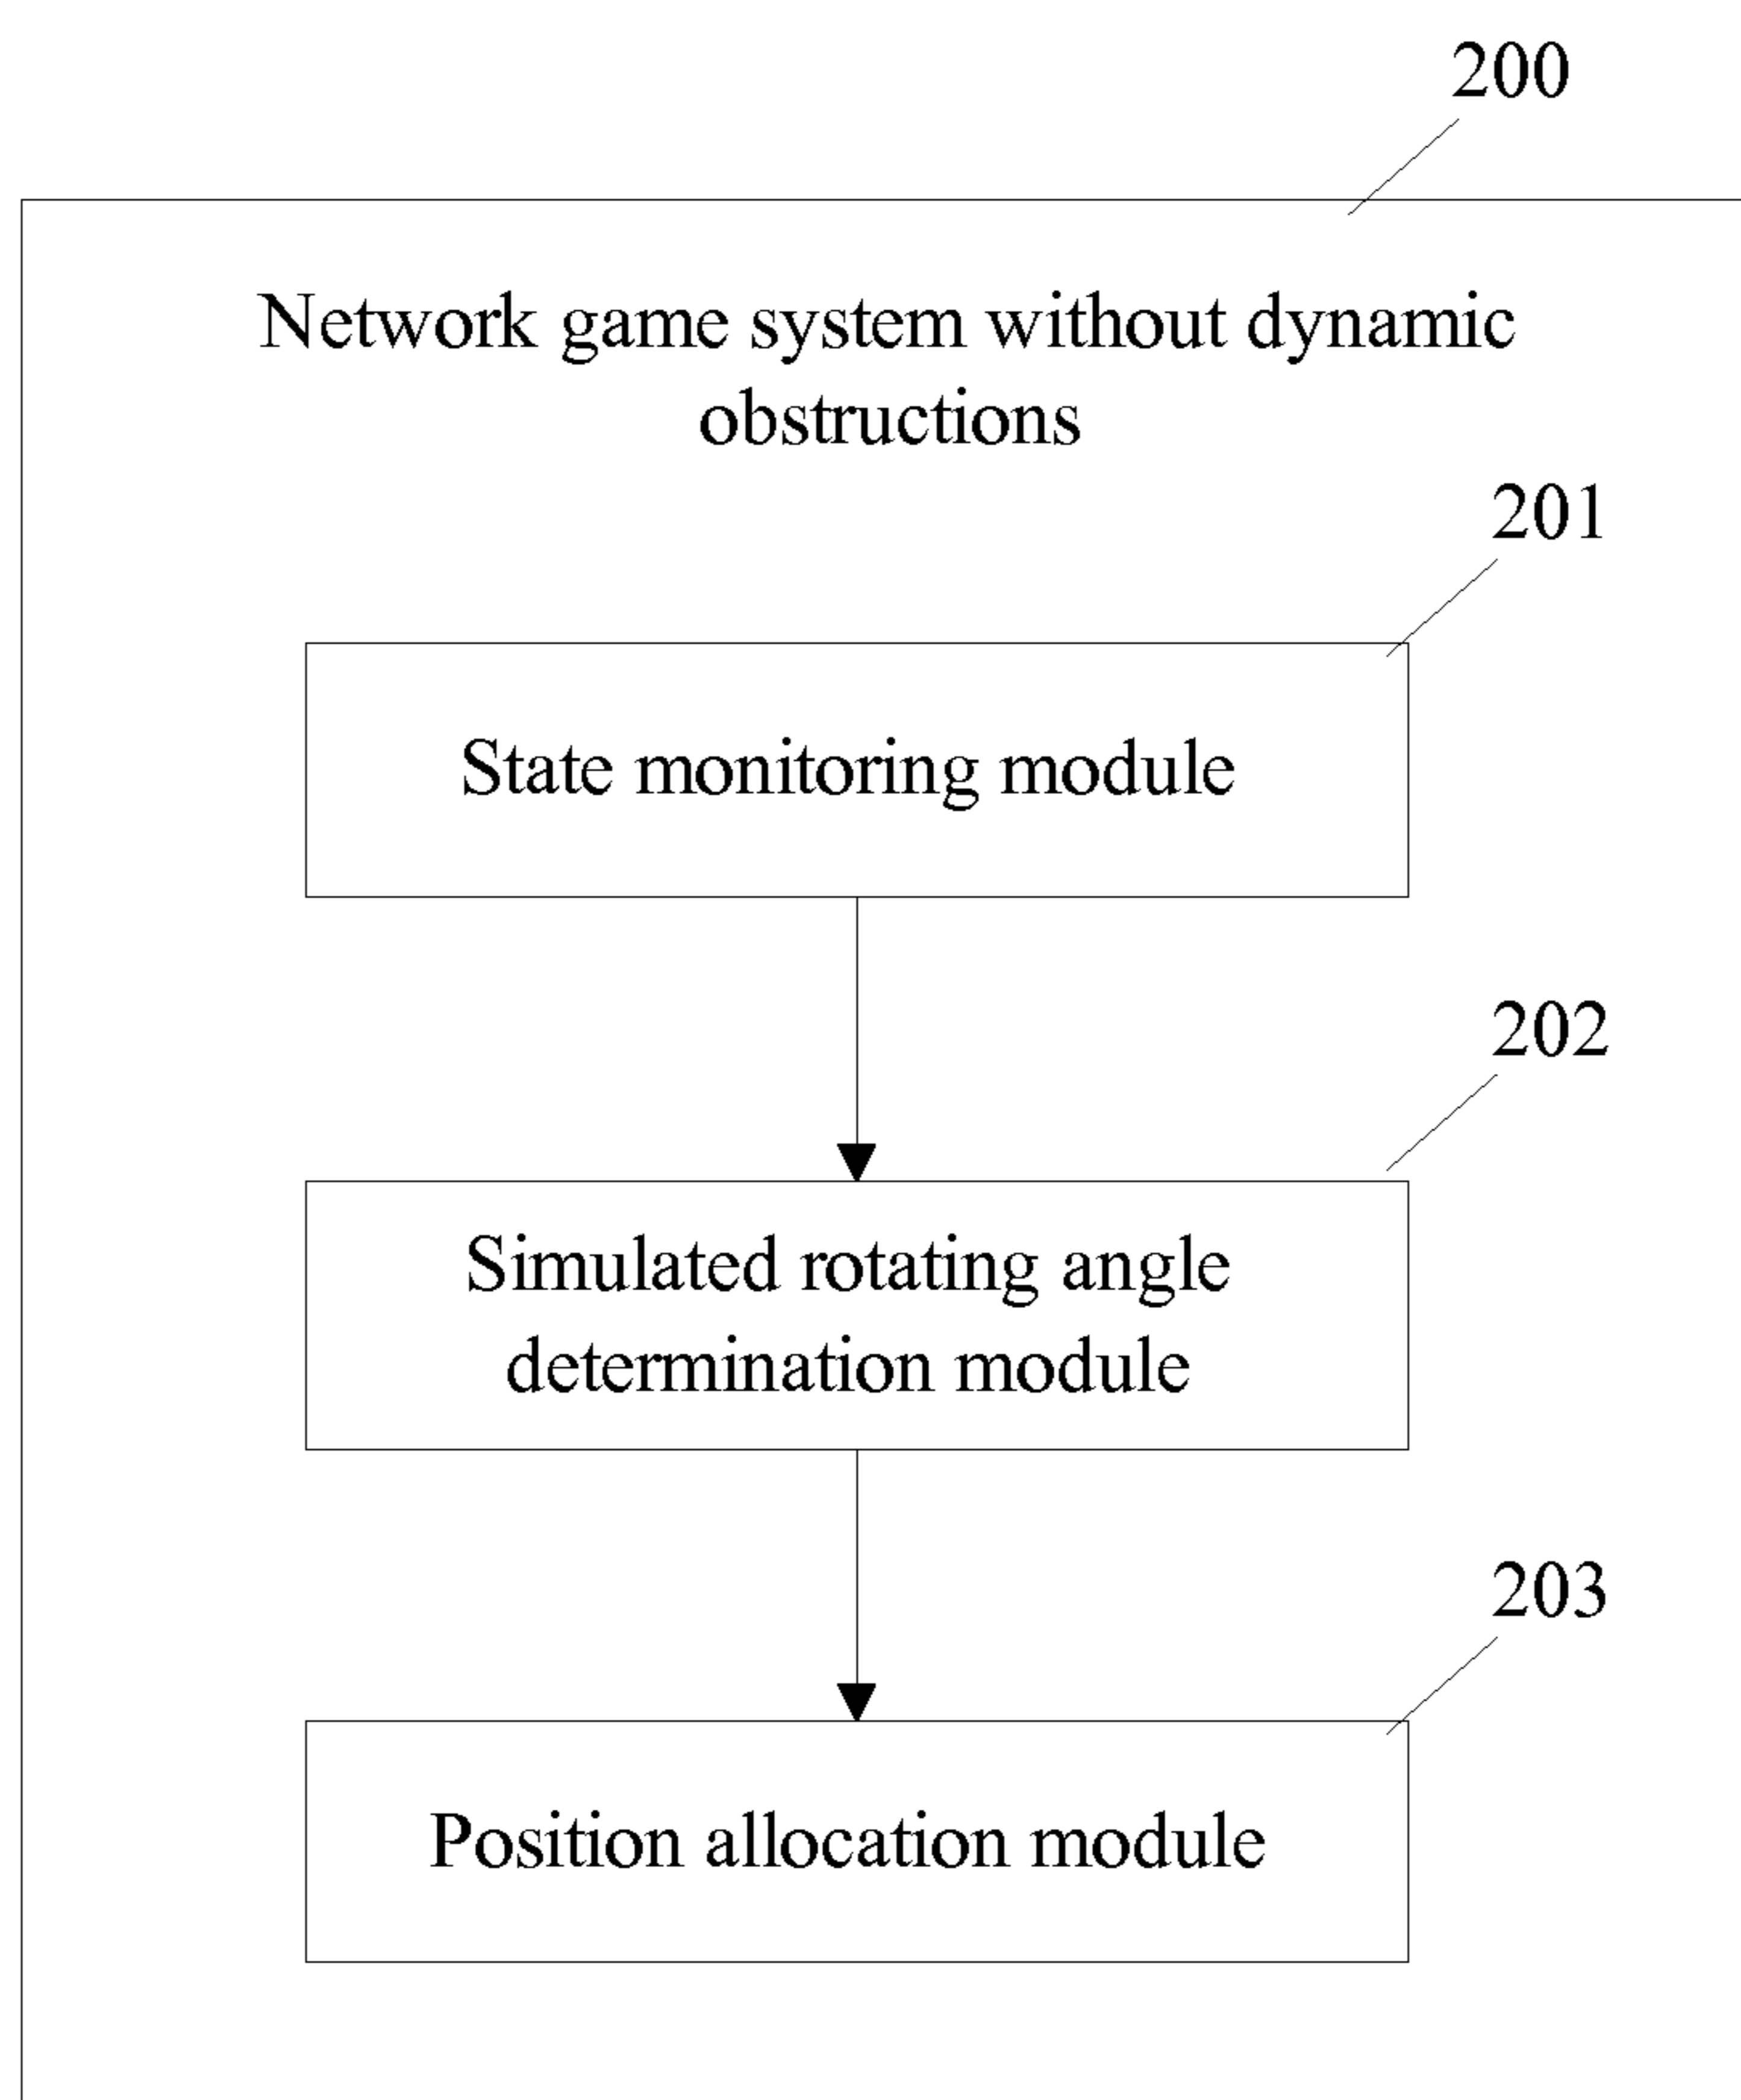 200
Network game system without dynamic
obstructions
201
State monitoring module
202
Simulated rotating angle
determination module
203
Position allocation module